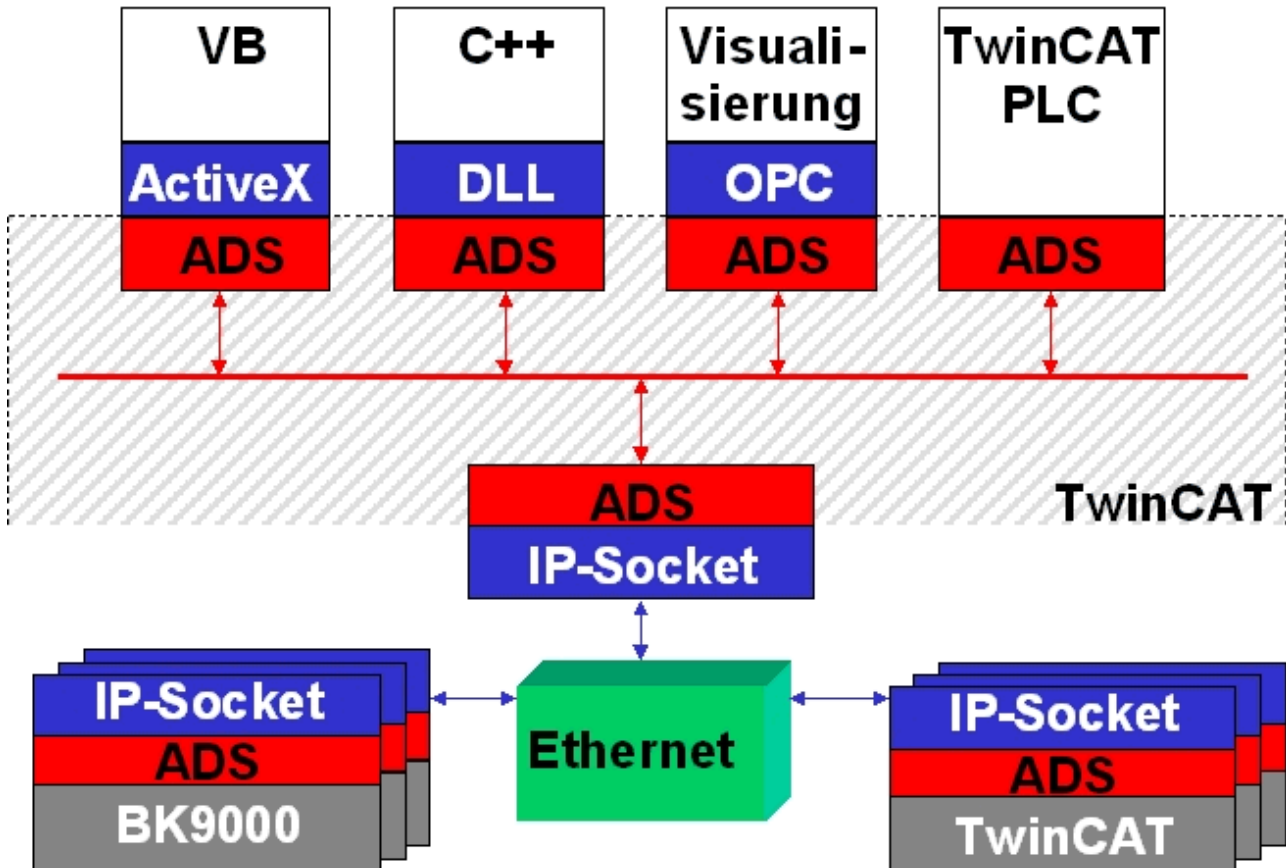 VB
ActiveX
ADS
C++
DLL
ADS
Visuali-
sierung
OPC
ADS
TwinCAT
PLC
ADS
ADS
IP-Socket
TwinCAT
IP-Socket
ADS
BK9000
Ethernet
IP-Socket
ADS
TwinCAT